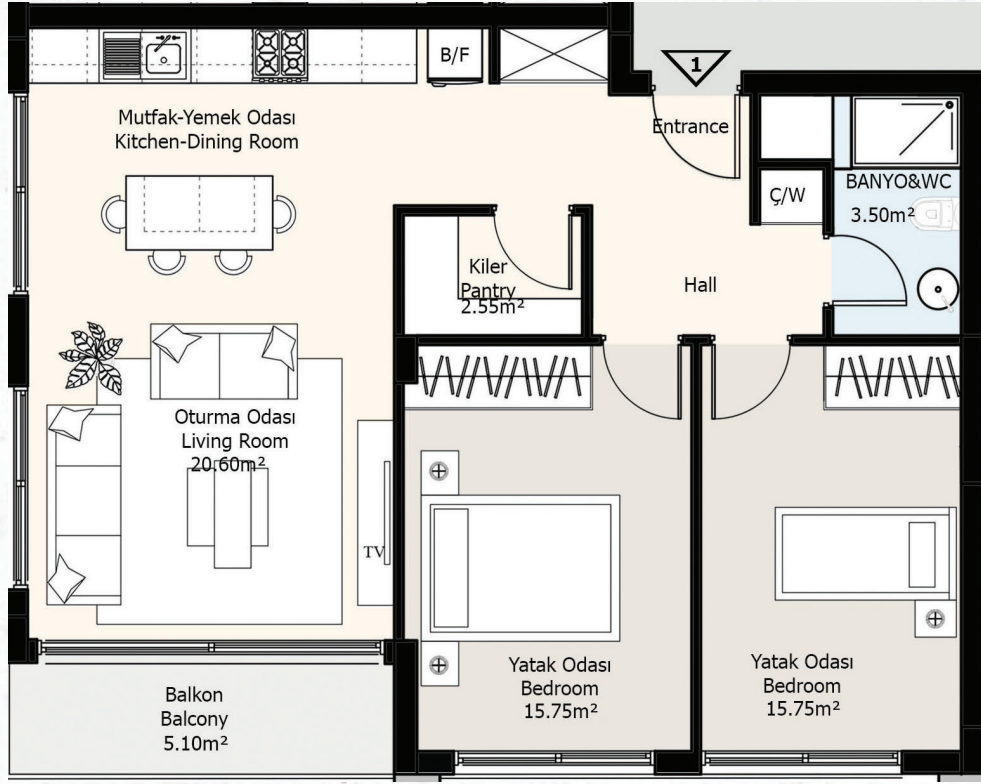 B/F
1
Mutfak-Yemek Odası
Kitchen-Dining Room
Entrance
Ç/W
BANYO&WC
3.50m²
Kiler
Pantry
2.55m²
Hall
Oturma Odası
Living Room
20.60m²
TV
Yatak Odası
Bedroom
15.75m²
Yatak Odası
Bedroom
15.75m²
Balkon
Balcony
5.10m²